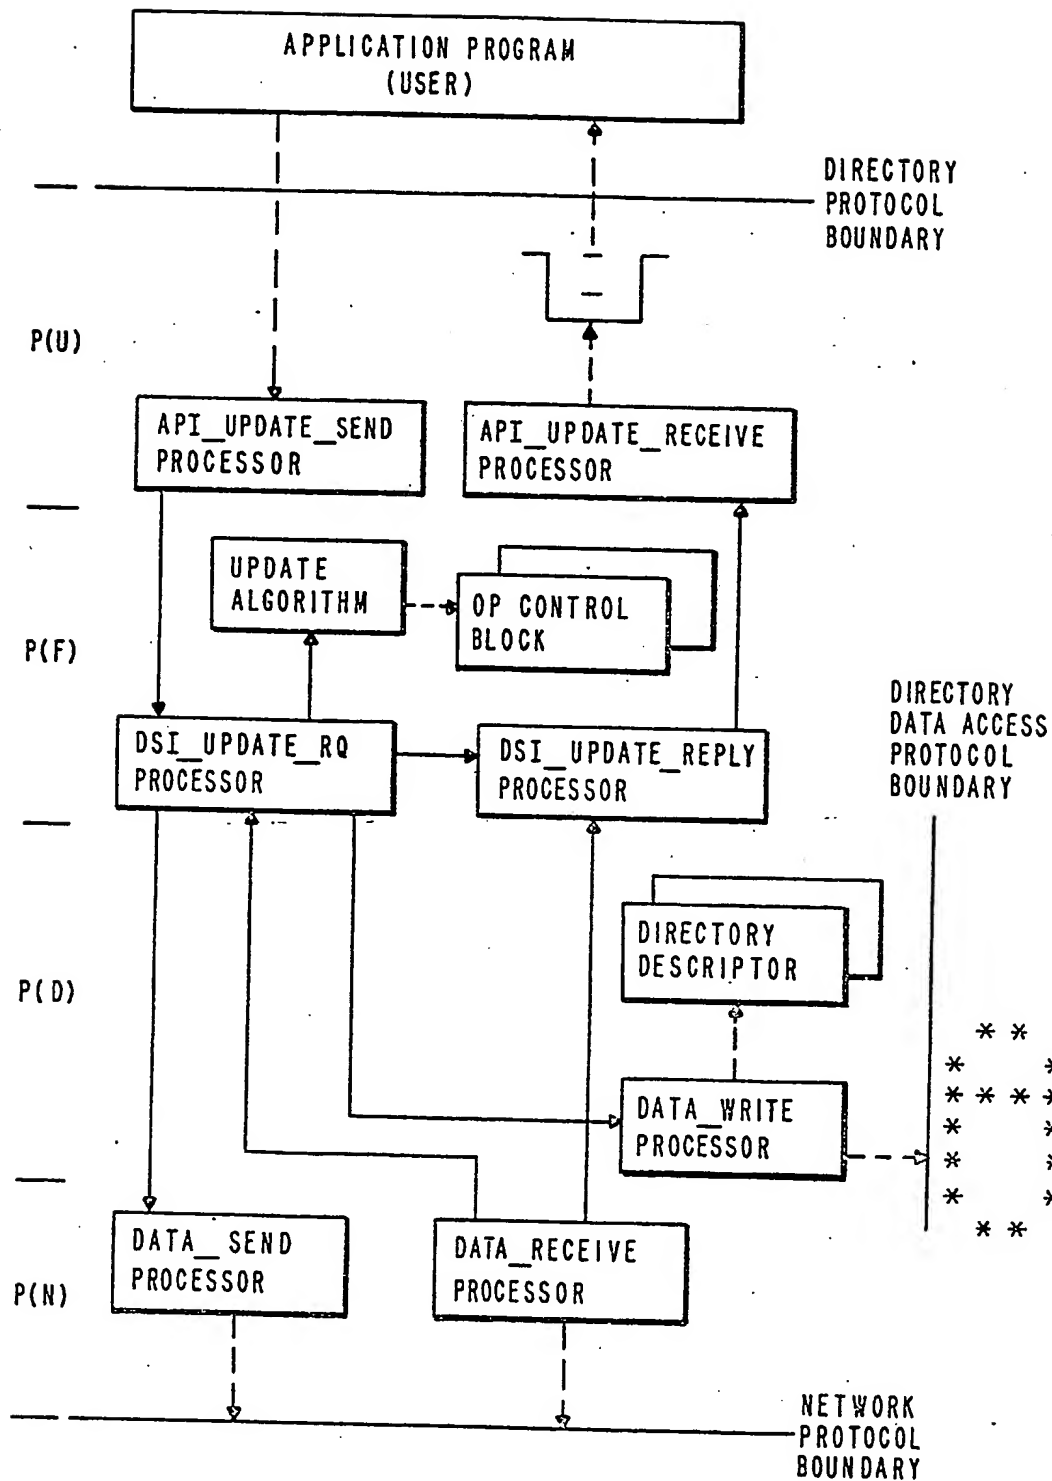 APPLICATION PROGRAM
(USER)
DIRECTORY
PROTOCOL
BOUNDARY
P(U)
API_UPDATE_SEND
PROCESSOR
API_UPDATE_RECEIVE
PROCESSOR
UPDATE
ALGORITHM
OP CONTROL
BLOCK
P(F)
DIRECTORY
DATA ACCESS
PROTOCOL
BOUNDARY
DSI_UPDATE_RQ
PROCESSOR
DSI_UPDATE_REPLY
PROCESSOR
DIRECTORY
DESCRIPTOR
P(D)
DATA_WRITE
PROCESSOR
DATA_SEND
PROCESSOR
DATA_RECEIVE
PROCESSOR
P(N)
NETWORK
PROTOCOL
BOUNDARY